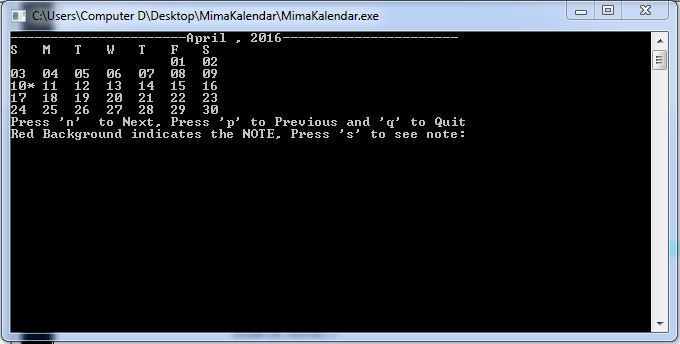 C:\Users\Computer D\Desktop\MimaKalendar\MimaKalendar.exe
----------------------April , 2016----------------------
S   M   T   W   T   F   S
                    01  02
03  04  05  06  07  08  09
10* 11  12  13  14  15  16
17  18  19  20  21  22  23
24  25  26  27  28  29  30
Press 'n'  to Next, Press 'p' to Previous and 'q' to Quit
Red Background indicates the NOTE, Press 's' to see note: